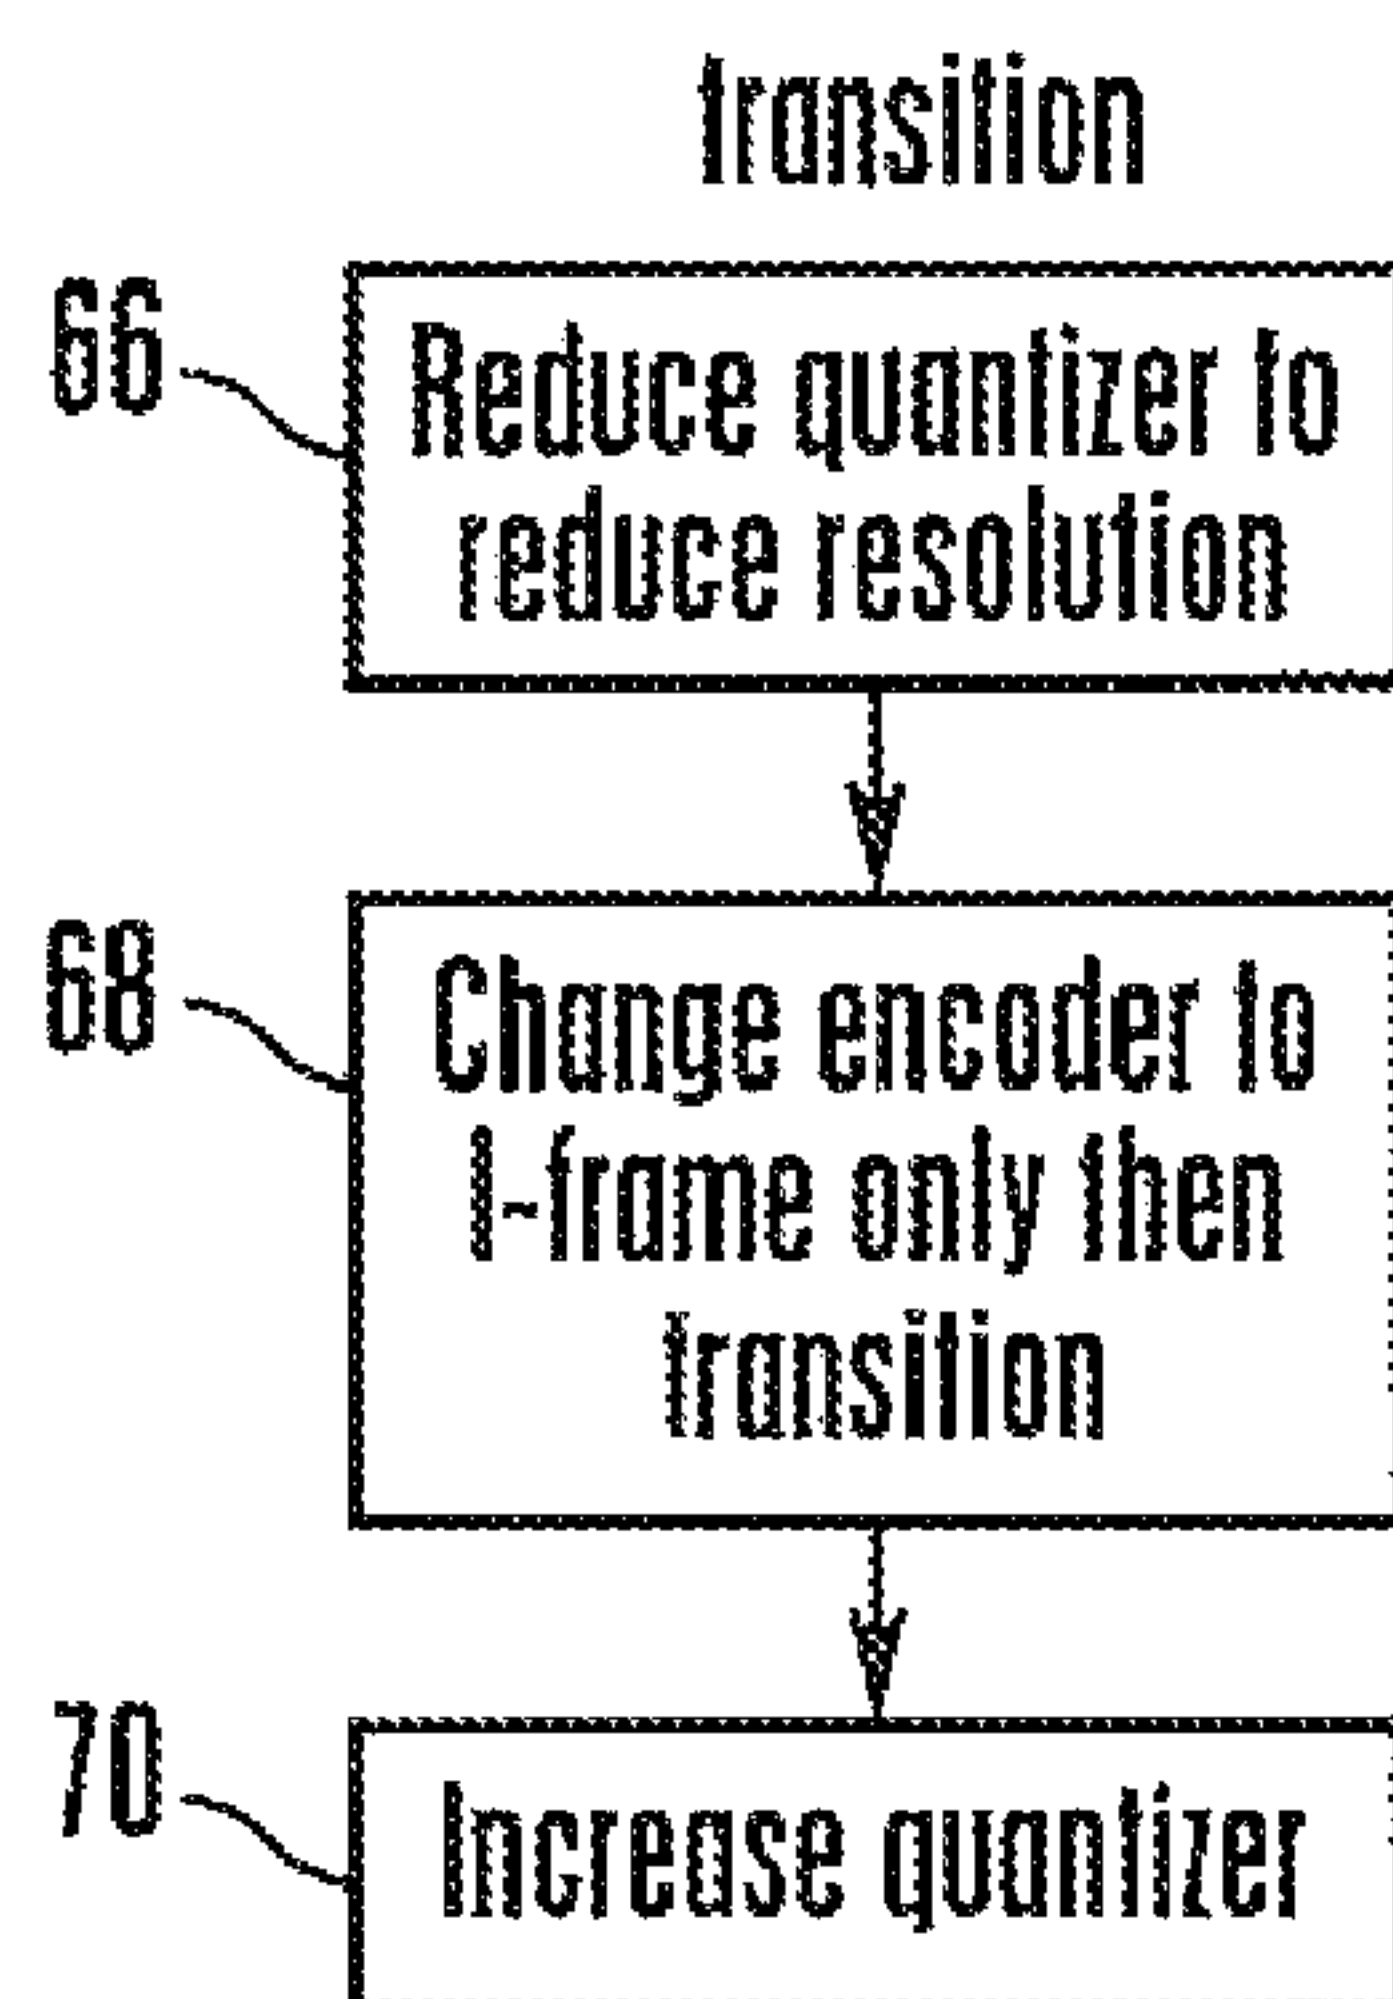 transition
66
Reduce quantizer to
reduce resolution
68
Change encoder to
I-frame only then
transition
70
Increase quantizer